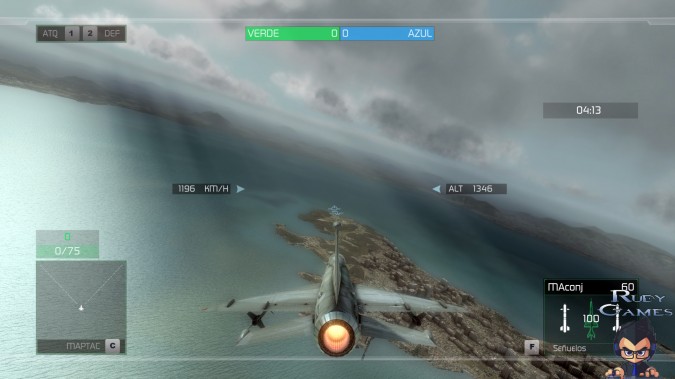 ATQ 1 2 DEF
VERDE 0 0 AZUL
04:13
1196 KM/H
ALT 1346
0
0/75
MAPTAC C
MAconj 60
100
F Señuelos
Ruby Games